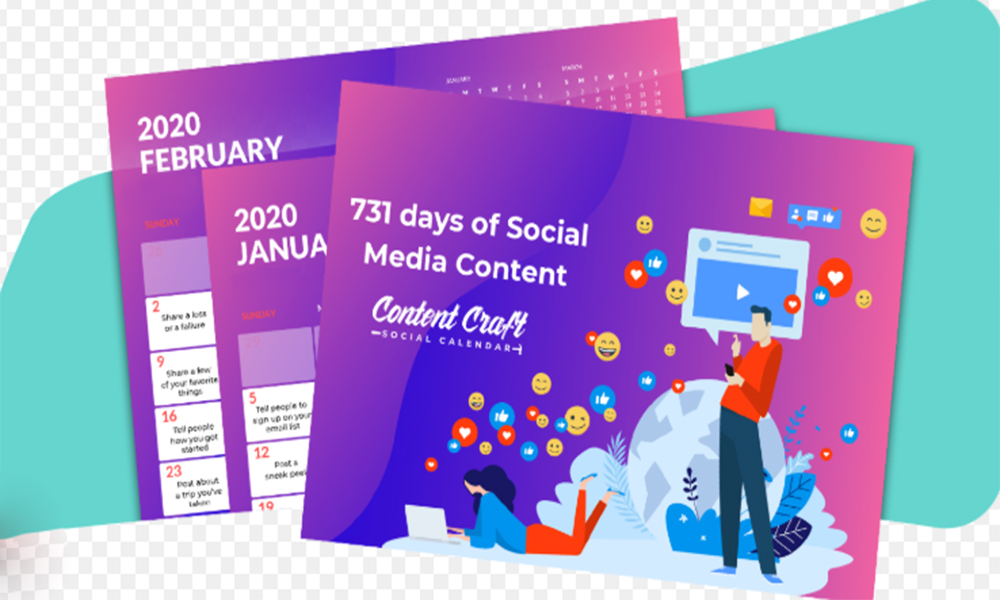 2020
FEBRUARY
SUNDAY
2
Share a loss
or a failure
9
Share a few
of your favorite
things
16
Tell people
how you got
started
23
Post about
a trip you've
taken
JANUARY
MARCH
S M T W T F S
2020
JANUA
SUNDAY
5
Tell people to
sign up on your
email list
12
Post a
sneak peek
19
731 days of Social
Media Content
Content Craft
SOCIAL CALENDAR